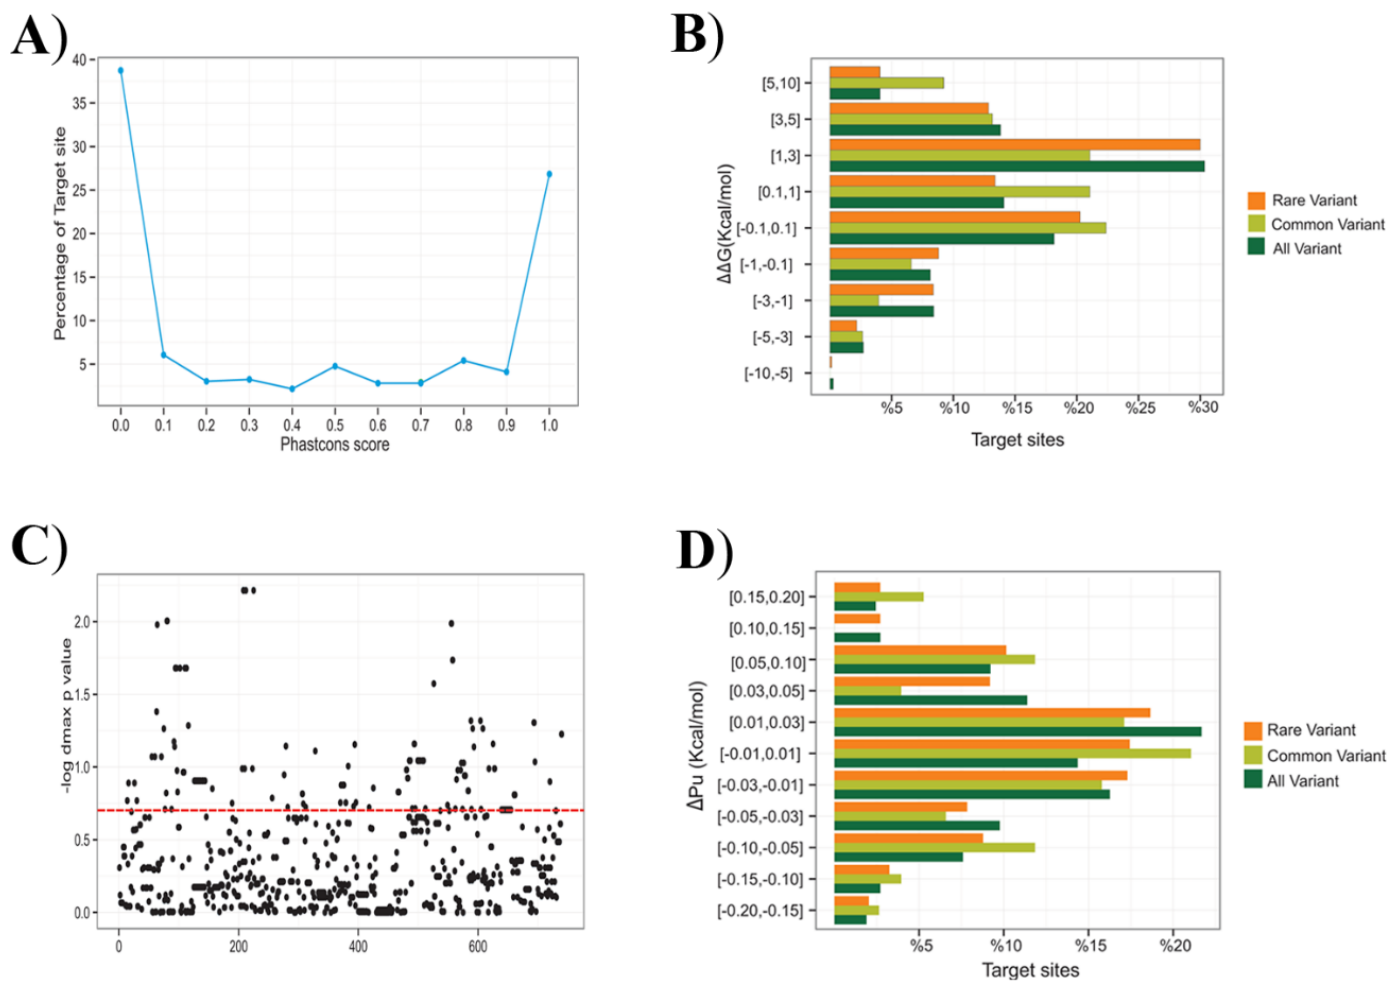 A)
40
35
30
25
20
15
10
5
Percentage of Target site
0.0 0.1 0.2 0.3 0.4 0.5 0.6 0.7 0.8 0.9 1.0
Phastcons score
B)
[5,10]
[3,5]
[1,3]
[0.1,1]
[-0.1,0.1]
[-1,-0.1]
[-3,-1]
[-5,-3]
[-10,-5]
ΔΔG(Kcal/mol)
%5 %10 %15 %20 %25 %30
Target sites
Rare Variant
Common Variant
All Variant
C)
2.0
1.5
1.0
0.5
0.0
-log dmax p value
0 200 400 600
D)
[0.15,0.20]
[0.10,0.15]
[0.05,0.10]
[0.03,0.05]
[0.01,0.03]
[-0.01,0.01]
[-0.03,-0.01]
[-0.05,-0.03]
[-0.10,-0.05]
[-0.15,-0.10]
[-0.20,-0.15]
ΔPu (Kcal/mol)
%5 %10 %15 %20
Target sites
Rare Variant
Common Variant
All Variant